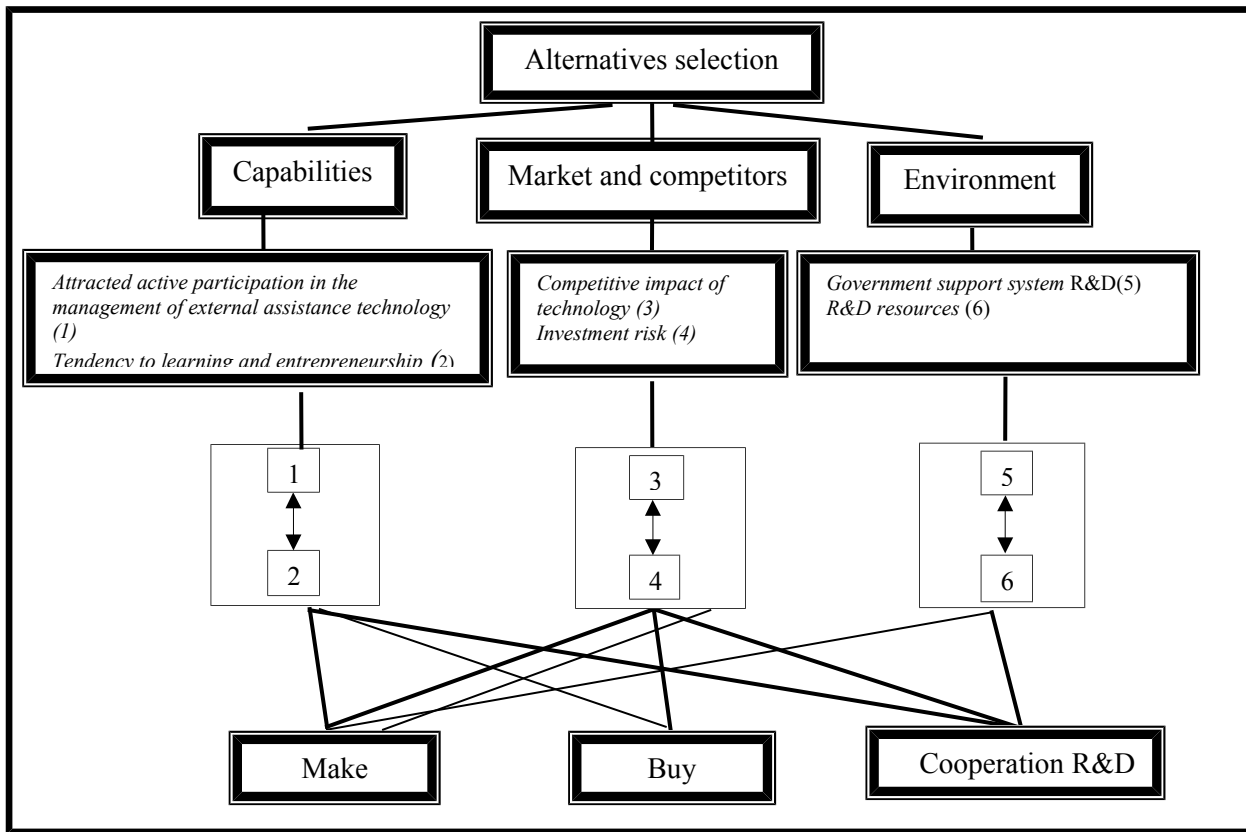 Alternatives selection
Capabilities
Market and competitors
Environment
Attracted active participation in the
management of external assistance technology
(1)
Tendency to learning and entrepreneurship (2)
Competitive impact of
technology (3)
Investment risk (4)
Government support system R&D(5)
R&D resources (6)
1
2
3
4
5
6
Make
Buy
Cooperation R&D